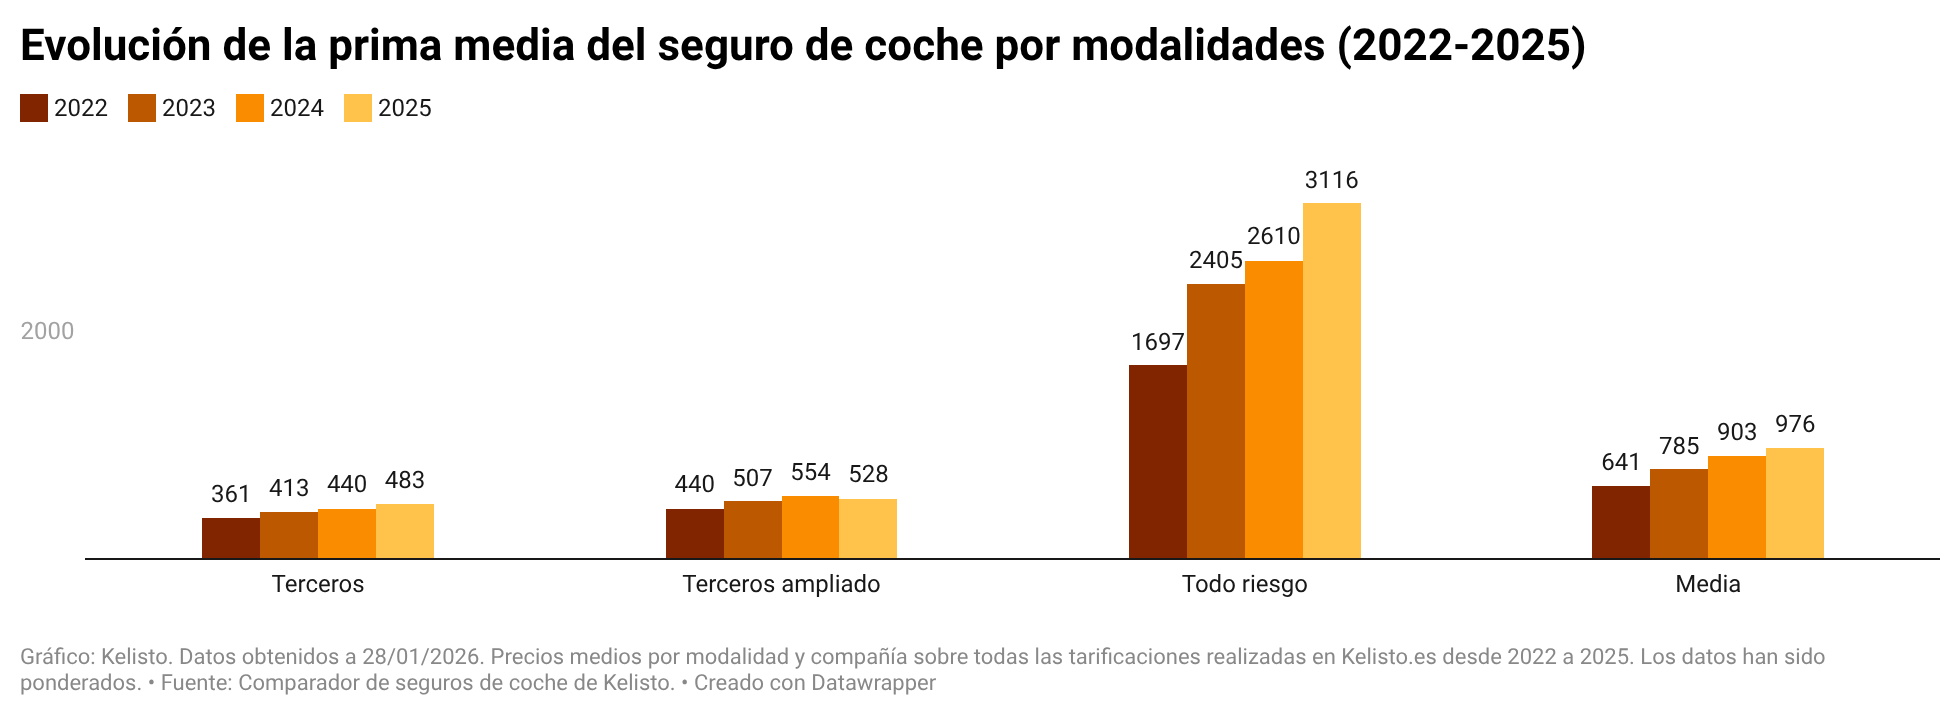 Evolución de la prima media del seguro de coche por modalidades (2022-2025)
2022 2023 2024 2025
3116
2610
2405
2000
1697
976
903
785
641
361 413 440 483
440 507 554 528
Terceros
Terceros ampliado
Todo riesgo
Media
Gráfico: Kelisto. Datos obtenidos a 28/01/2026. Precios medios por modalidad y compañía sobre todas las tarificaciones realizadas en Kelisto.es desde 2022 a 2025. Los datos han sido
ponderados. • Fuente: Comparador de seguros de coche de Kelisto. • Creado con Datawrapper